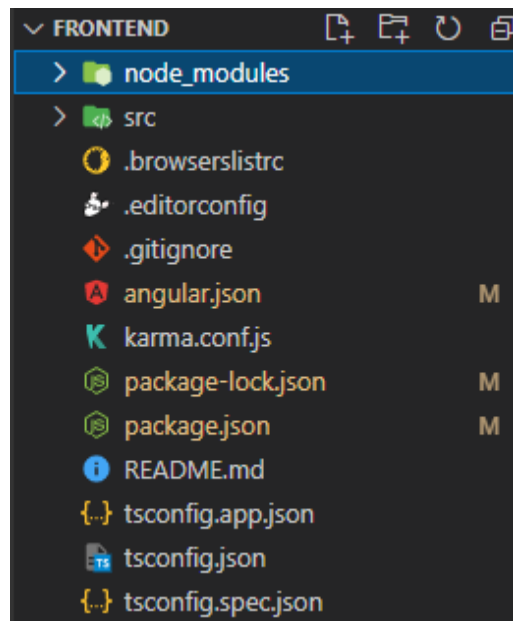 FRONTEND
node_modules
src
.browserslistrc
.editorconfig
.gitignore
angular.json M
karma.conf.js
package-lock.json M
package.json M
README.md
tsconfig.app.json
tsconfig.json
tsconfig.spec.json